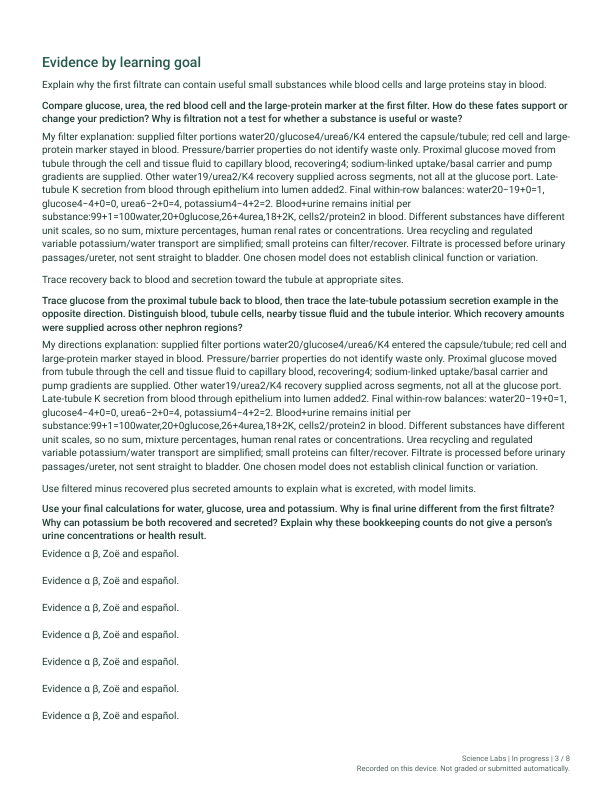 Evidence by learning goal
Explain why the first filtrate can contain useful small substances while blood cells and large proteins stay in blood.
Compare glucose, urea, the red blood cell and the large-protein marker at the first filter. How do these fates support or
change your prediction? Why is filtration not a test for whether a substance is useful or waste?
My filter explanation: supplied filter portions water20/glucose4/urea6/K4 entered the capsule/tubule; red cell and large-
protein marker stayed in blood. Pressure/barrier properties do not identify waste only. Proximal glucose moved from
tubule through the cell and tissue fluid to capillary blood, recovering4; sodium-linked uptake/basal carrier and pump
gradients are supplied. Other water19/urea2/K4 recovery supplied across segments, not all at the glucose port. Late-
tubule K secretion from blood through epithelium into lumen added2. Final within-row balances: water20−19+0=1,
glucose4−4+0=0, urea6−2+0=4, potassium4−4+2=2. Blood+urine remains initial per
substance:99+1=100water,20+0glucose,26+4urea,18+2K, cells2/protein2 in blood. Different substances have different
unit scales, so no sum, mixture percentages, human renal rates or concentrations. Urea recycling and regulated
variable potassium/water transport are simplified; small proteins can filter/recover. Filtrate is processed before urinary
passages/ureter, not sent straight to bladder. One chosen model does not establish clinical function or variation.
Trace recovery back to blood and secretion toward the tubule at appropriate sites.
Trace glucose from the proximal tubule back to blood, then trace the late-tubule potassium secretion example in the
opposite direction. Distinguish blood, tubule cells, nearby tissue fluid and the tubule interior. Which recovery amounts
were supplied across other nephron regions?
My directions explanation: supplied filter portions water20/glucose4/urea6/K4 entered the capsule/tubule; red cell and
large-protein marker stayed in blood. Pressure/barrier properties do not identify waste only. Proximal glucose moved
from tubule through the cell and tissue fluid to capillary blood, recovering4; sodium-linked uptake/basal carrier and
pump gradients are supplied. Other water19/urea2/K4 recovery supplied across segments, not all at the glucose port.
Late-tubule K secretion from blood through epithelium into lumen added2. Final within-row balances: water20−19+0=1,
glucose4−4+0=0, urea6−2+0=4, potassium4−4+2=2. Blood+urine remains initial per
substance:99+1=100water,20+0glucose,26+4urea,18+2K, cells2/protein2 in blood. Different substances have different
unit scales, so no sum, mixture percentages, human renal rates or concentrations. Urea recycling and regulated
variable potassium/water transport are simplified; small proteins can filter/recover. Filtrate is processed before urinary
passages/ureter, not sent straight to bladder. One chosen model does not establish clinical function or variation.
Use filtered minus recovered plus secreted amounts to explain what is excreted, with model limits.
Use your final calculations for water, glucose, urea and potassium. Why is final urine different from the first filtrate?
Why can potassium be both recovered and secreted? Explain why these bookkeeping counts do not give a person's
urine concentrations or health result.
Evidence α β, Zoë and español.
Evidence α β, Zoë and español.
Evidence α β, Zoë and español.
Evidence α β, Zoë and español.
Evidence α β, Zoë and español.
Evidence α β, Zoë and español.
Evidence α β, Zoë and español.
Science Labs | In progress | 3 / 8
Recorded on this device. Not graded or submitted automatically.